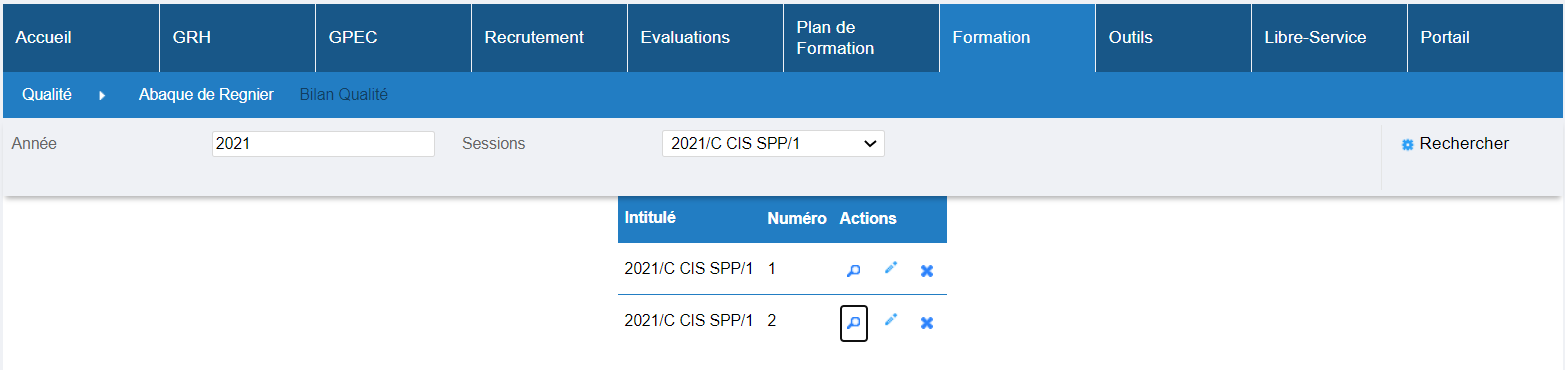 Accueil GRH GPEC Recrutement Evaluations Plan de Formation Formation Outils Libre-Service Portail
Qualité Abaque de Regnier Bilan Qualité
Année 2021 Sessions 2021/C CIS SPP/1 Rechercher
Intitulé Numéro Actions
2021/C CIS SPP/1 1
2021/C CIS SPP/1 2